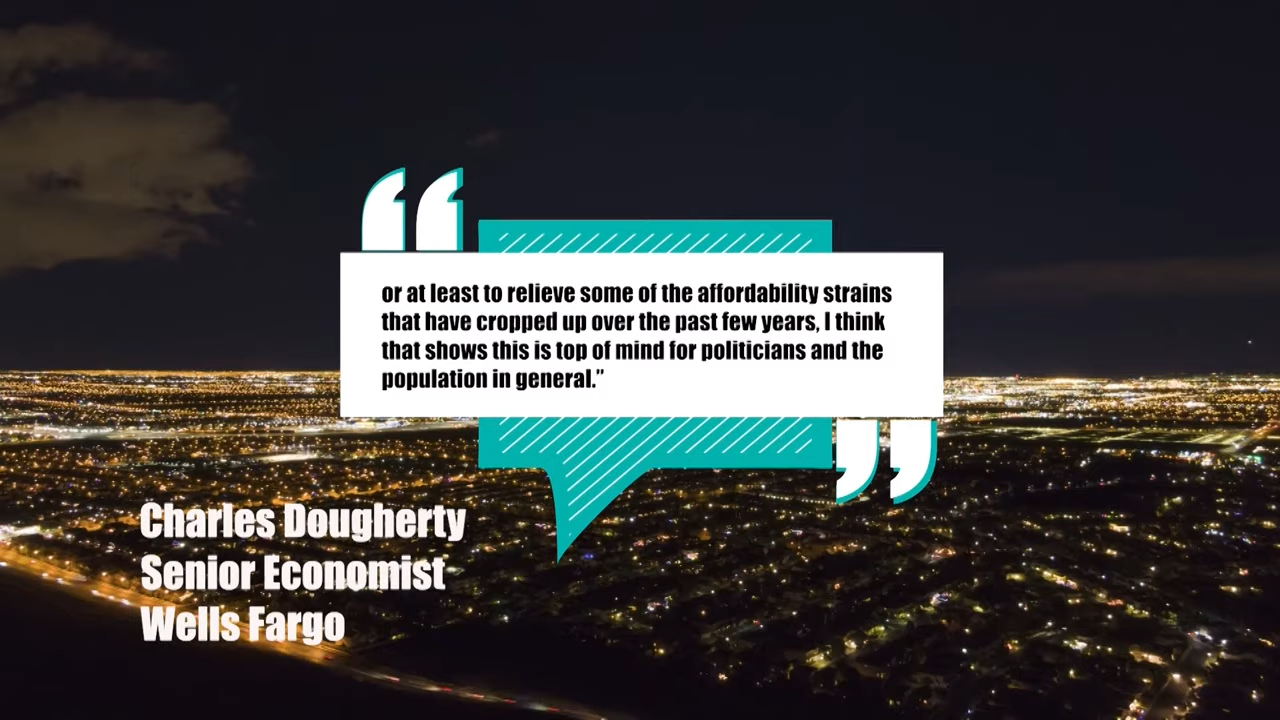 or at least to relieve some of the affordability strains
that have cropped up over the past few years, I think
that shows this is top of mind for politicians and the
population in general.”
Charles Dougherty
Senior Economist
Wells Fargo